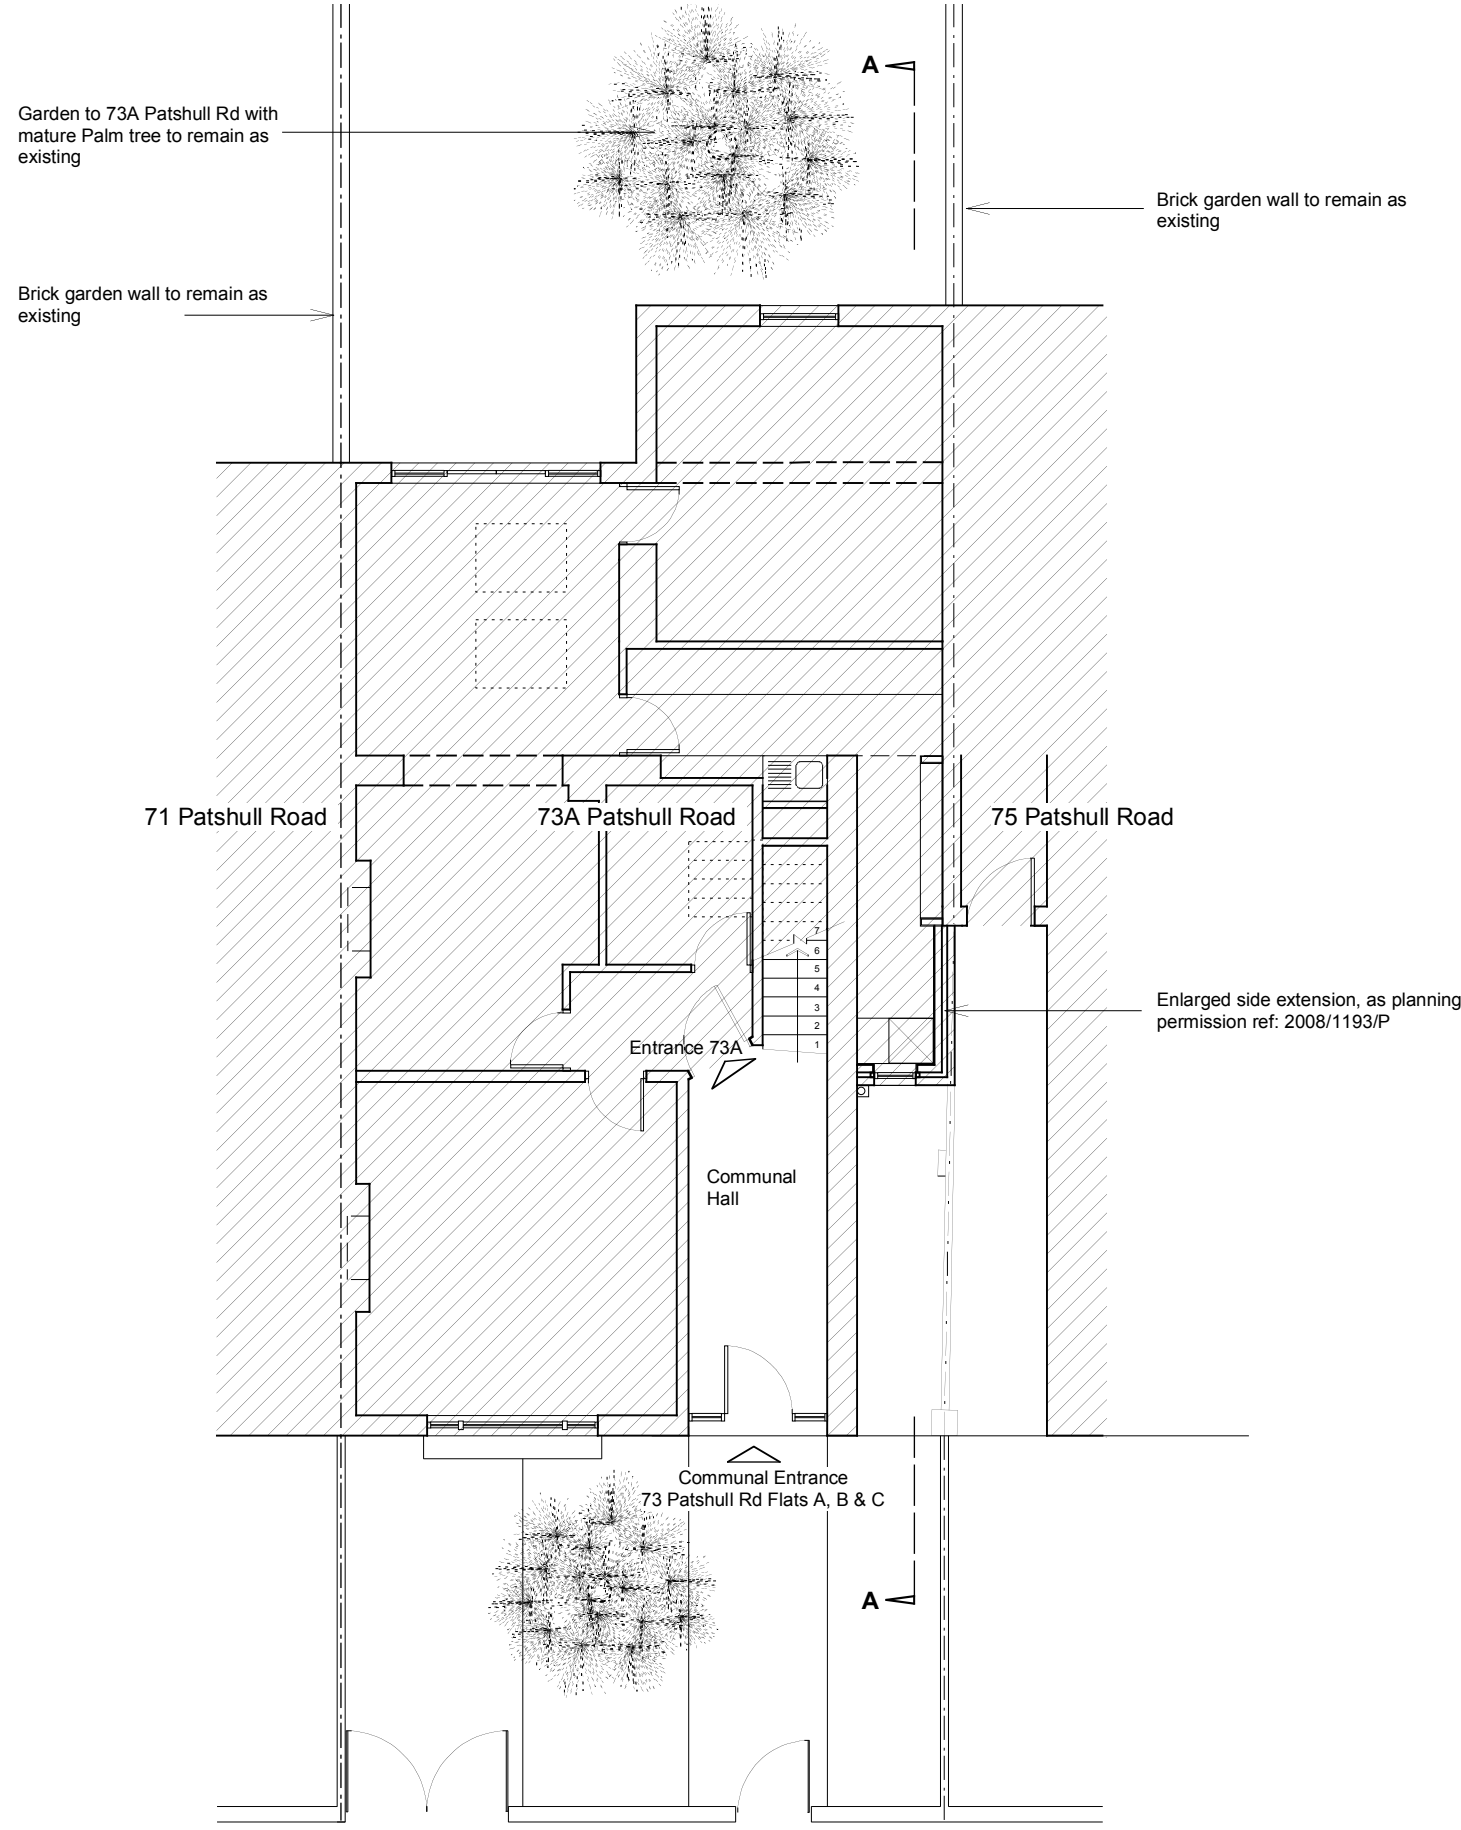 A
Garden to 73A Patshull Rd with
mature Palm tree to remain as
existing
Brick garden wall to remain as
existing
Brick garden wall to remain as
existing
71 Patshull Road
73A Patshull Road
75 Patshull Road
7
6
5
4
3
2
1
Enlarged side extension, as planning
permission ref: 2008/1193/P
Entrance 73A
Communal
Hall
Communal Entrance
73 Patshull Rd Flats A, B & C
A